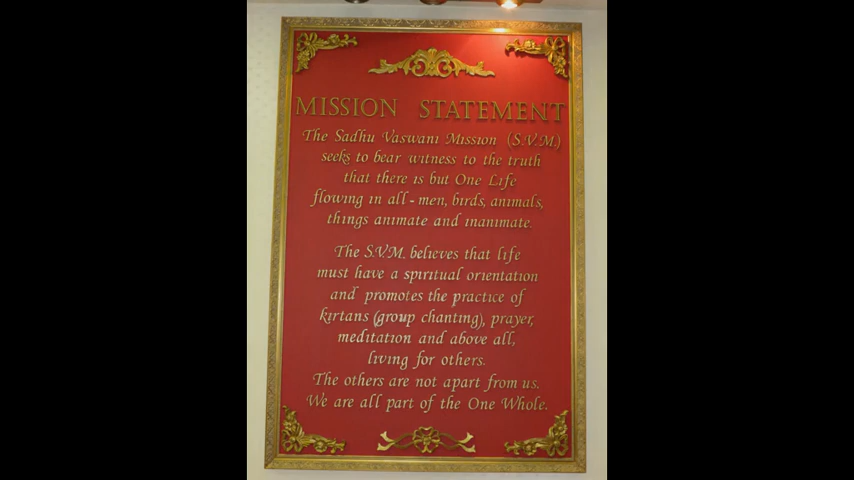 MISSION STATEMENT
The Sadhu Vaswani Mission (S.V.M.)
seeks to bear witness to the truth
that there is but One Life
flowing in all - men, birds, animals,
things animate and inanimate.
The S.V.M. believes that life
must have a spiritual orientation
and promotes the practice of
kirtans (group chanting), prayer,
meditation and above all,
living for others.
The others are not apart from us.
We are all part of the One Whole.